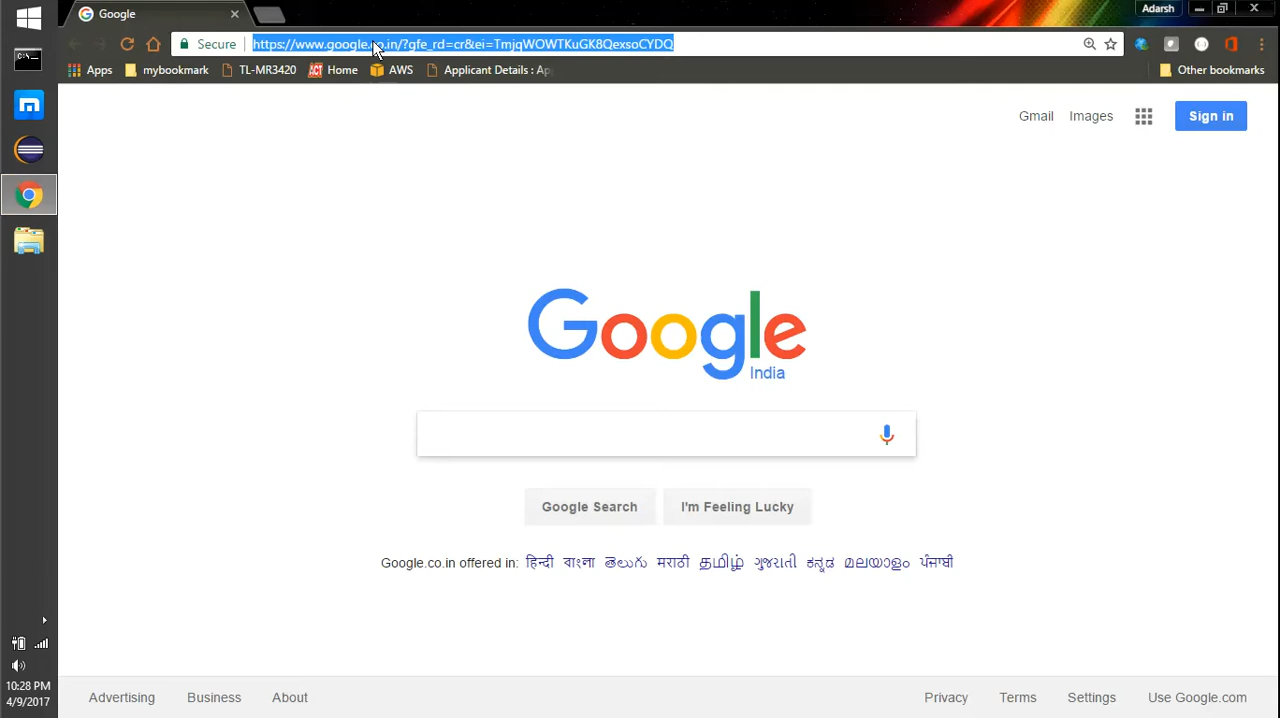 Google
Adarsh
Secure
https://www.google.co.in/?gfe_rd=cr&ei=TmjqWOWTKuGK8QexsoCYDQ
Apps mybookmark TL-MR3420 ACT Home AWS Applicant Details : Ap
Other bookmarks
Gmail Images Sign in
Google
India
Google Search I'm Feeling Lucky
Google.co.in offered in: हिन्दी বাংলা తెలుగు मराठी தமிழ் ગુજરાતી ಕನ್ನಡ മലയാളം ਪੰਜਾਬੀ
10:28 PM
4/9/2017
Advertising Business About Privacy Terms Settings Use Google.com